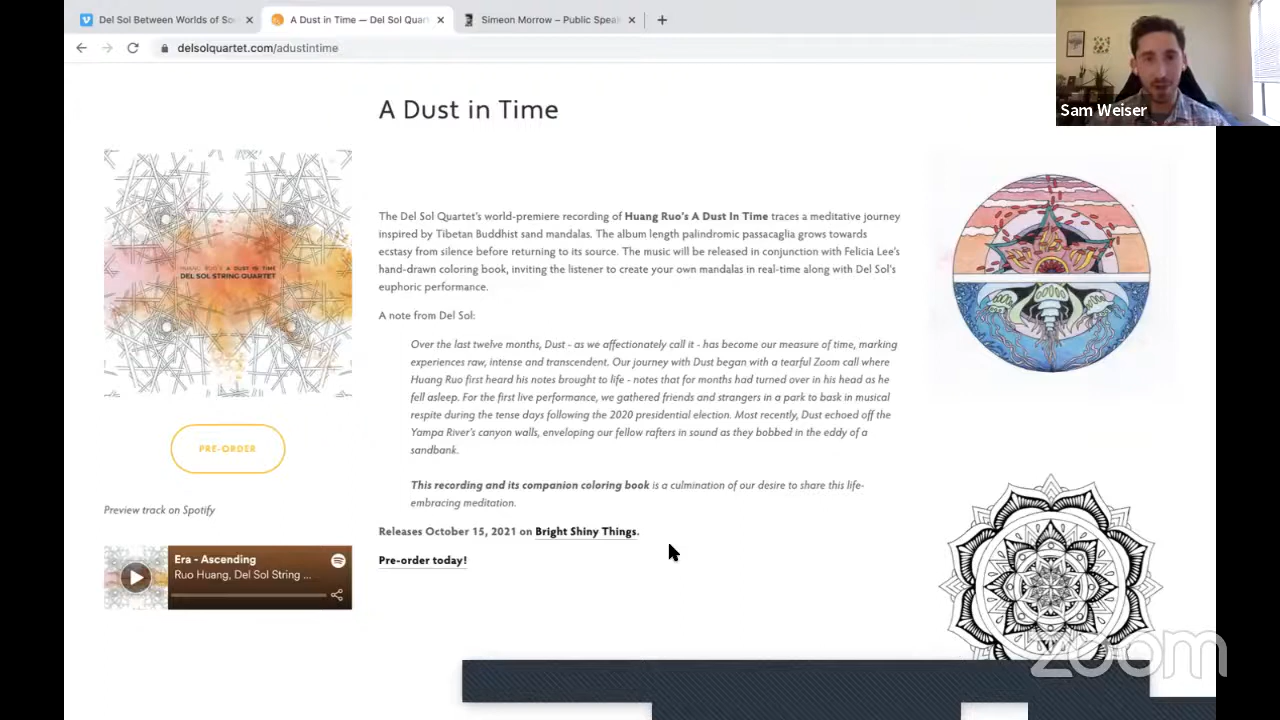 Del Sol Between Worlds of So
A Dust in Time — Del Sol Quar
Simeon Morrow – Public Speak
delsolquartet.com/adustintime
Sam Weiser
A Dust in Time
The Del Sol Quartet's world-premiere recording of Huang Ruo's A Dust In Time traces a meditative journey
inspired by Tibetan Buddhist sand mandalas. The album length palindromic passacaglia grows towards
ecstasy from silence before returning to its source. The music will be released in conjunction with Felicia Lee's
hand-drawn coloring book, inviting the listener to create your own mandalas in real-time along with Del Sol's
euphoric performance.
A note from Del Sol:
Over the last twelve months, Dust - as we affectionately call it - has become our measure of time, marking
experiences raw, intense and transcendent. Our journey with Dust began with a tearful Zoom call where
Huang Ruo first heard his notes brought to life - notes that for months had turned over in his head as he
fell asleep. For the first live performance, we gathered friends and strangers in a park to bask in musical
respite during the tense days following the 2020 presidential election. Most recently, Dust echoed off the
Yampa River's canyon walls, enveloping our fellow rafters in sound as they bobbed in the eddy of a
sandbank.
This recording and its companion coloring book is a culmination of our desire to share this life-
embracing meditation.
Releases October 15, 2021 on Bright Shiny Things.
Pre-order today!
HUANG RUO'S A DUST IN TIME
DEL SOL STRING QUARTET
PRE-ORDER
Preview track on Spotify
Era - Ascending
Ruo Huang, Del Sol String ...
zoom